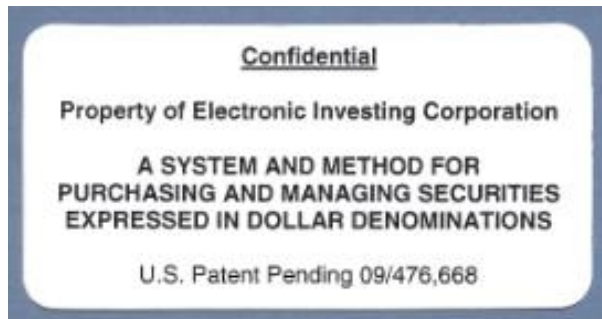 Confidential
Property of Electronic Investing Corporation
A SYSTEM AND METHOD FOR
PURCHASING AND MANAGING SECURITIES
EXPRESSED IN DOLLAR DENOMINATIONS
U.S. Patent Pending 09/476,668